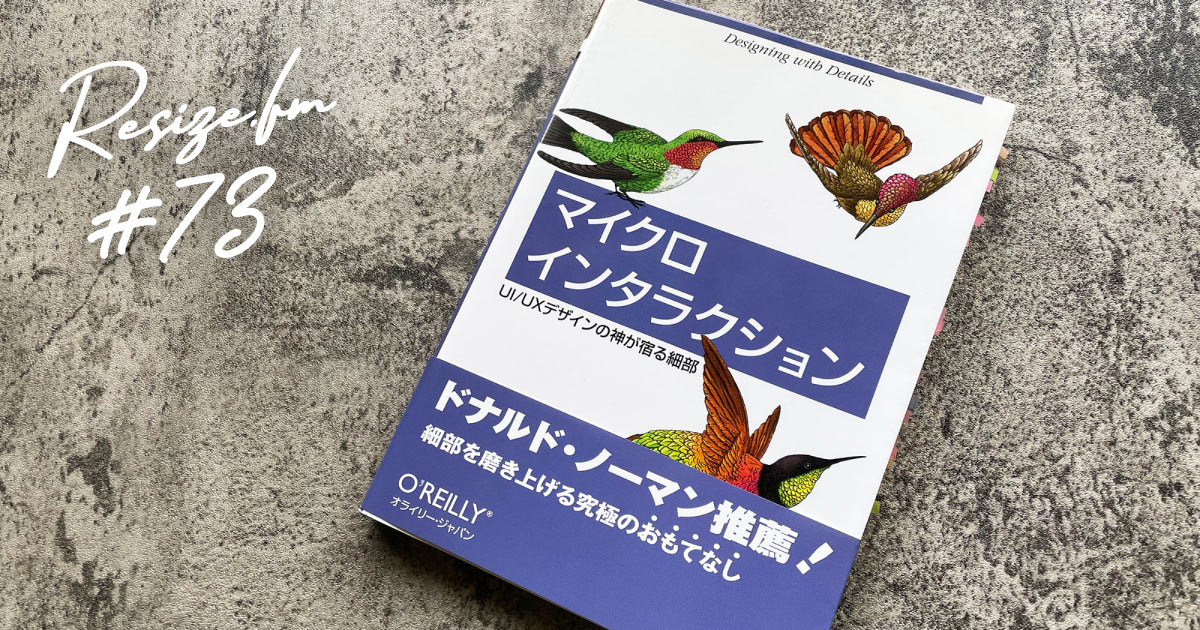 Resize.fm
#73
Designing with Details
マイクロ
インタラクション
UI/UXデザインの神が宿る細部
ドナルド・ノーマン推薦！
細部を磨き上げる究極のおもてなし
O'REILLY®
オライリー・ジャパン